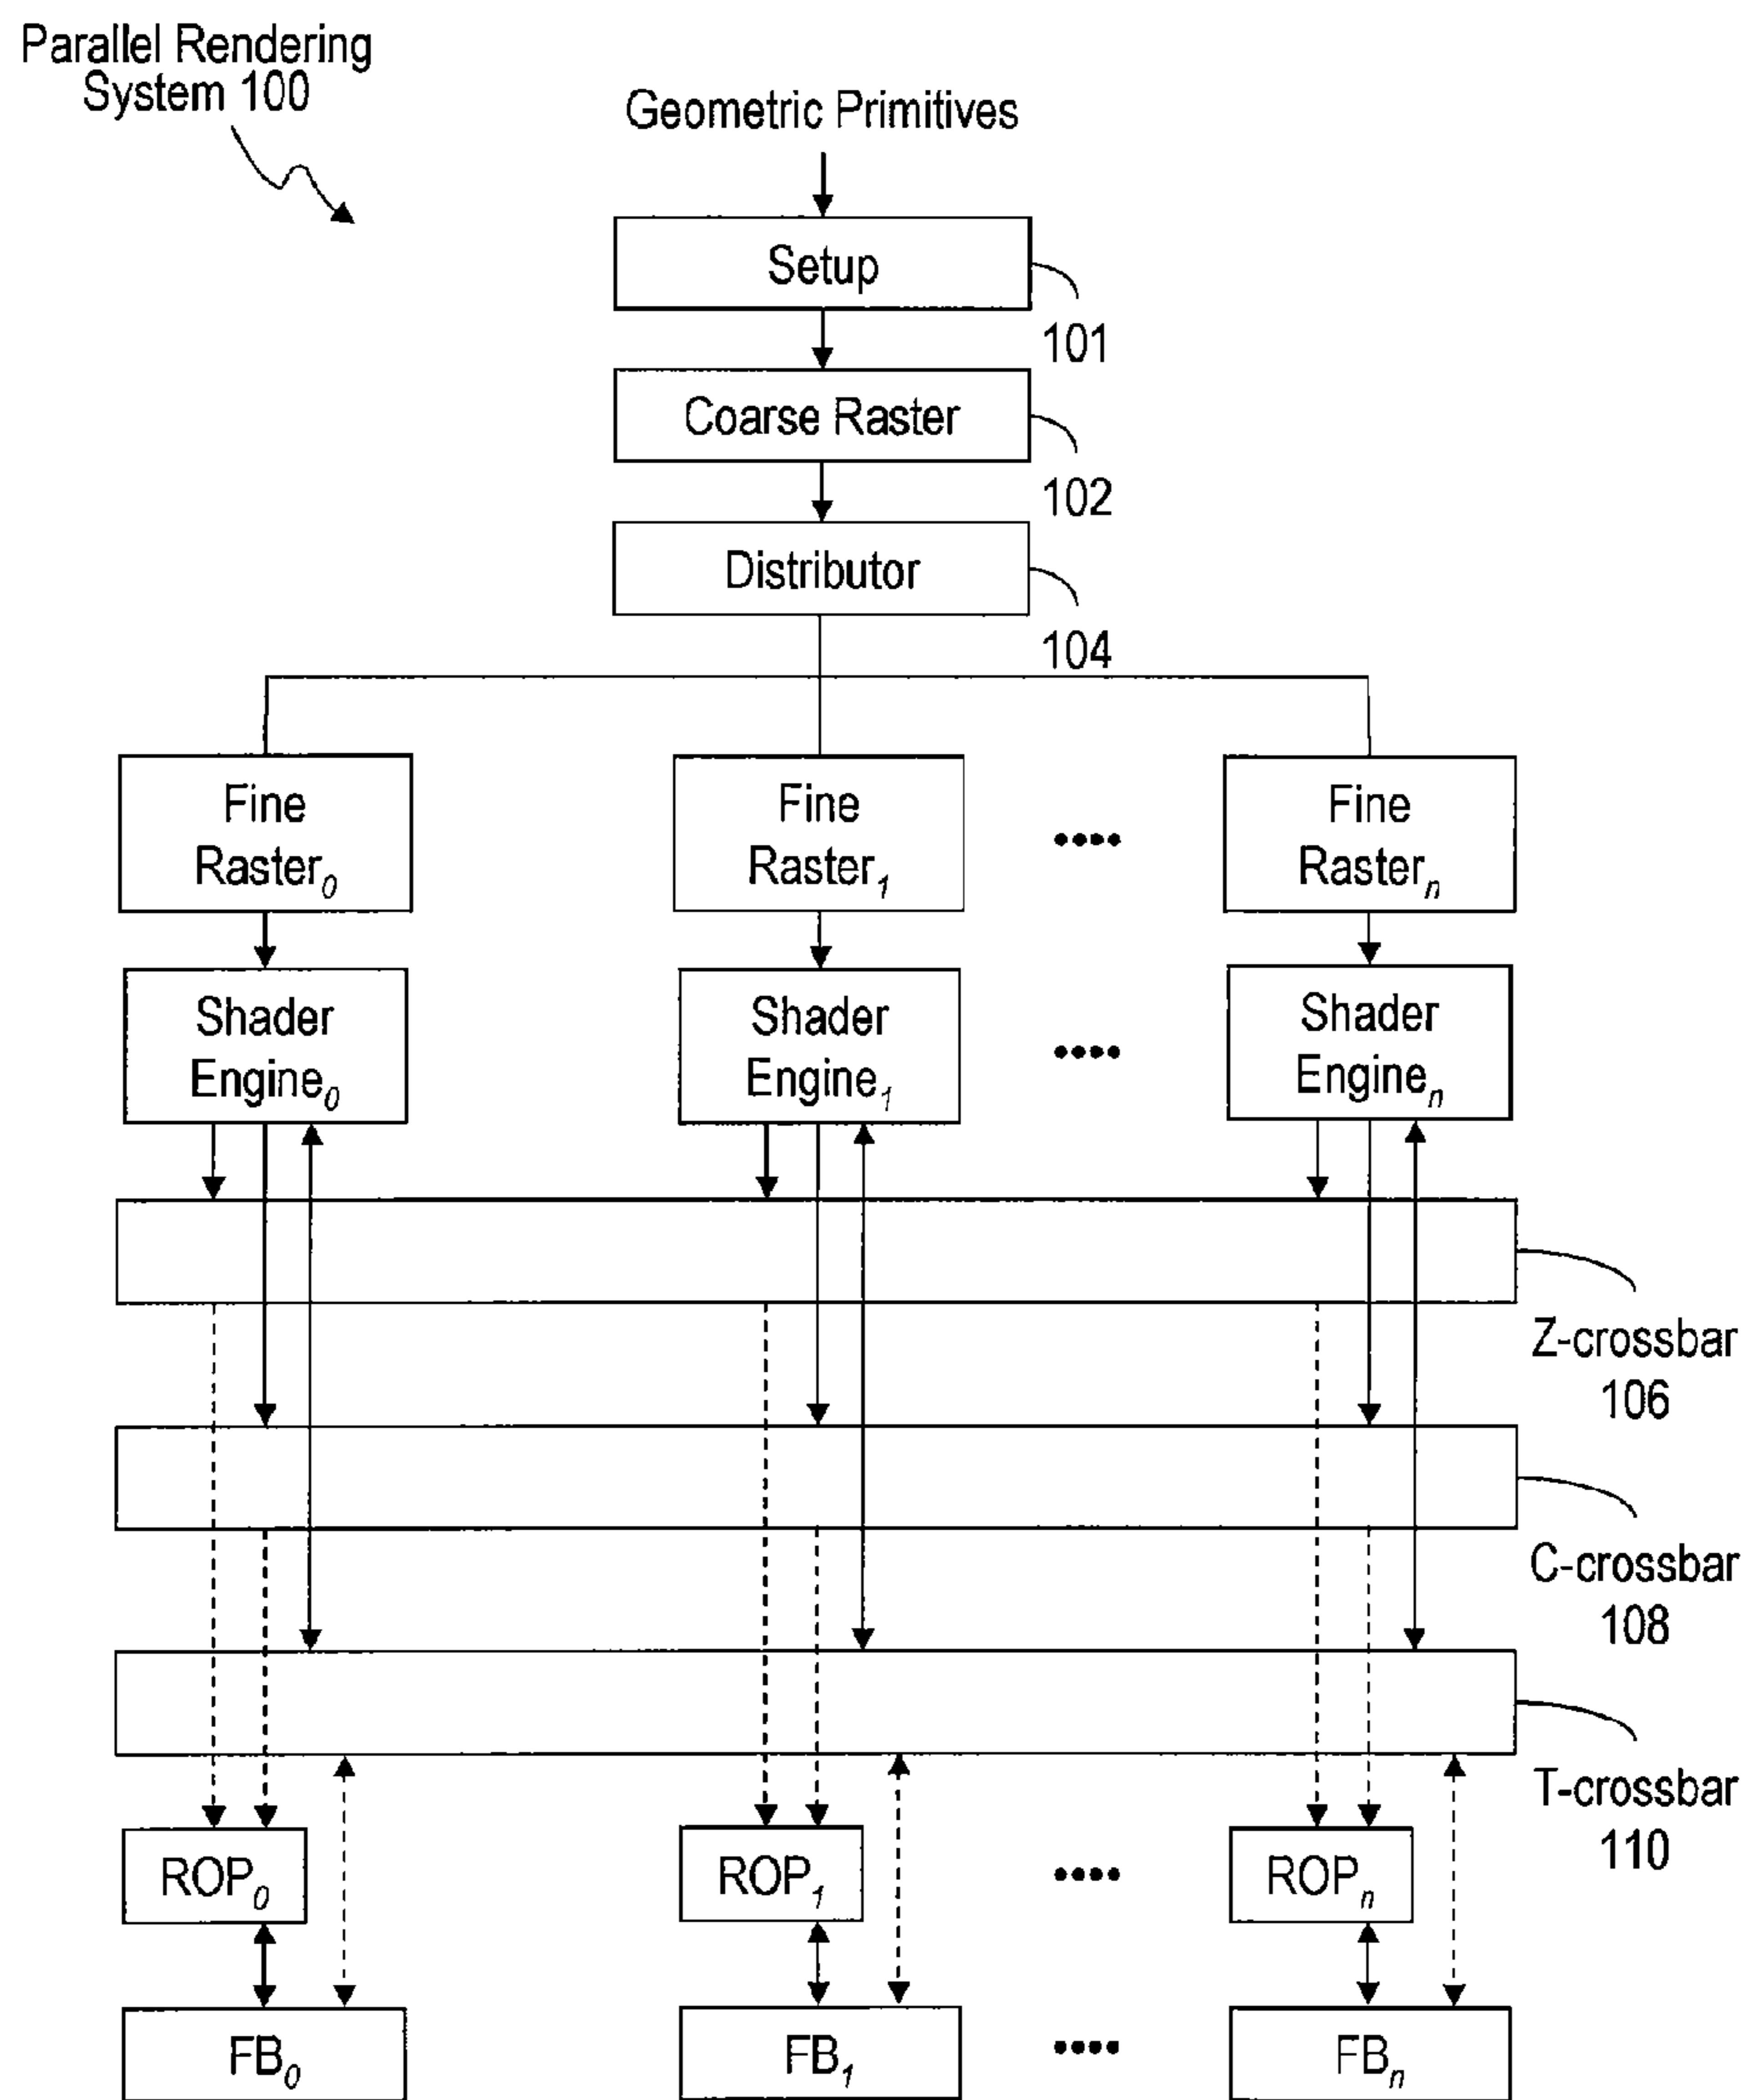 Parallel Rendering
System 100
Geometric Primitives
Setup
101
Coarse Raster
102
Distributor
104
Fine
Raster0
Fine
Raster1
....
Fine
Rastern
Shader
Engine0
Shader
Engine1
....
Shader
Enginen
Z-crossbar
106
C-crossbar
108
T-crossbar
110
ROP0
ROP1
....
ROPn
FB0
FB1
....
FBn